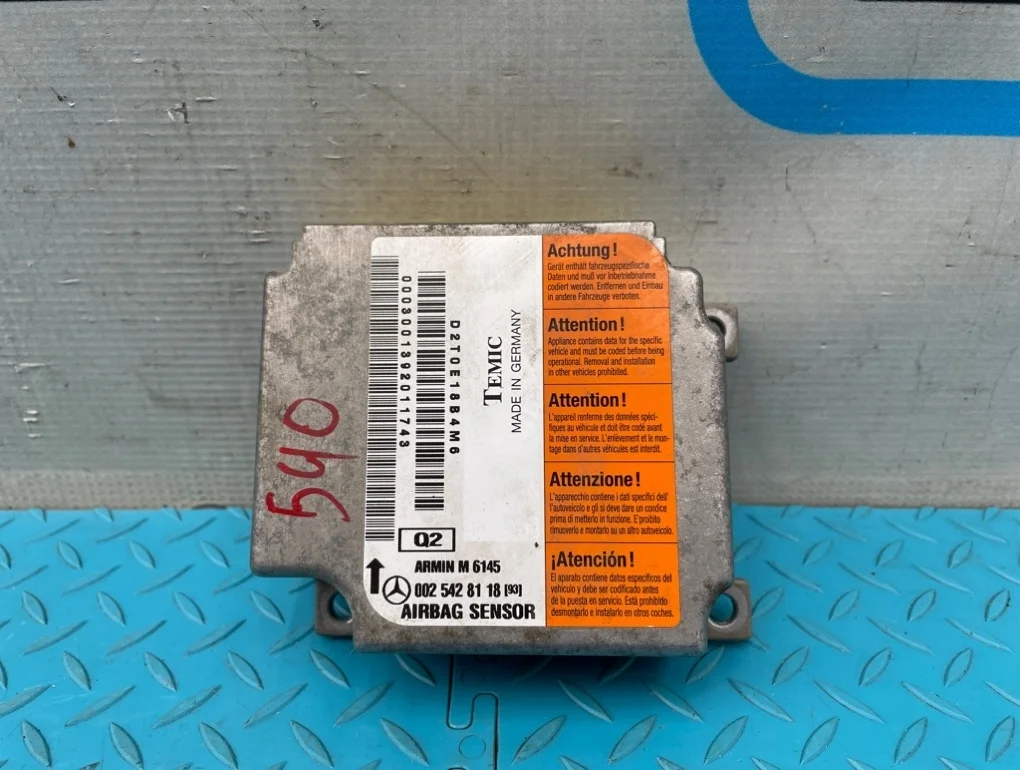 540
0000300139201 1743
D2T0E18B4M6
TEMIC
MADE IN GERMANY
Q2
ARMIN M 6145
002 542 81 18 [93]
AIRBAG SENSOR
Achtung!
Gerät enthält fahrzeugspezifische
Daten und muß vor Inbetriebnahme
codiert werden. Entfernen und Einbau
in andere Fahrzeuge verboten.
Attention!
Appliance contains data for the specific
vehicle and must be coded before being
operational. Removal and installation
in other vehicles prohibited.
Attention!
L'appareil renferme des données spéci-
fiques au véhicule et doit être codé avant
la mise en service. L'enlèvement et le mon-
tage dans d'autres véhicules est interdit.
Attenzione!
L'apparecchio contiene i dati specifici dell'
autoveicolo e gli si deve dare un condice
prima di metterlo in funzione. E'proibito
rimuoverlo e montarlo su un altro autoveicolo.
¡Atención!
El aparato contiene datos específicos del
vehículo y debe ser codificado antes
de la puesta en servicio. Está prohibido
desmontarlo e instalarlo en otros coches.